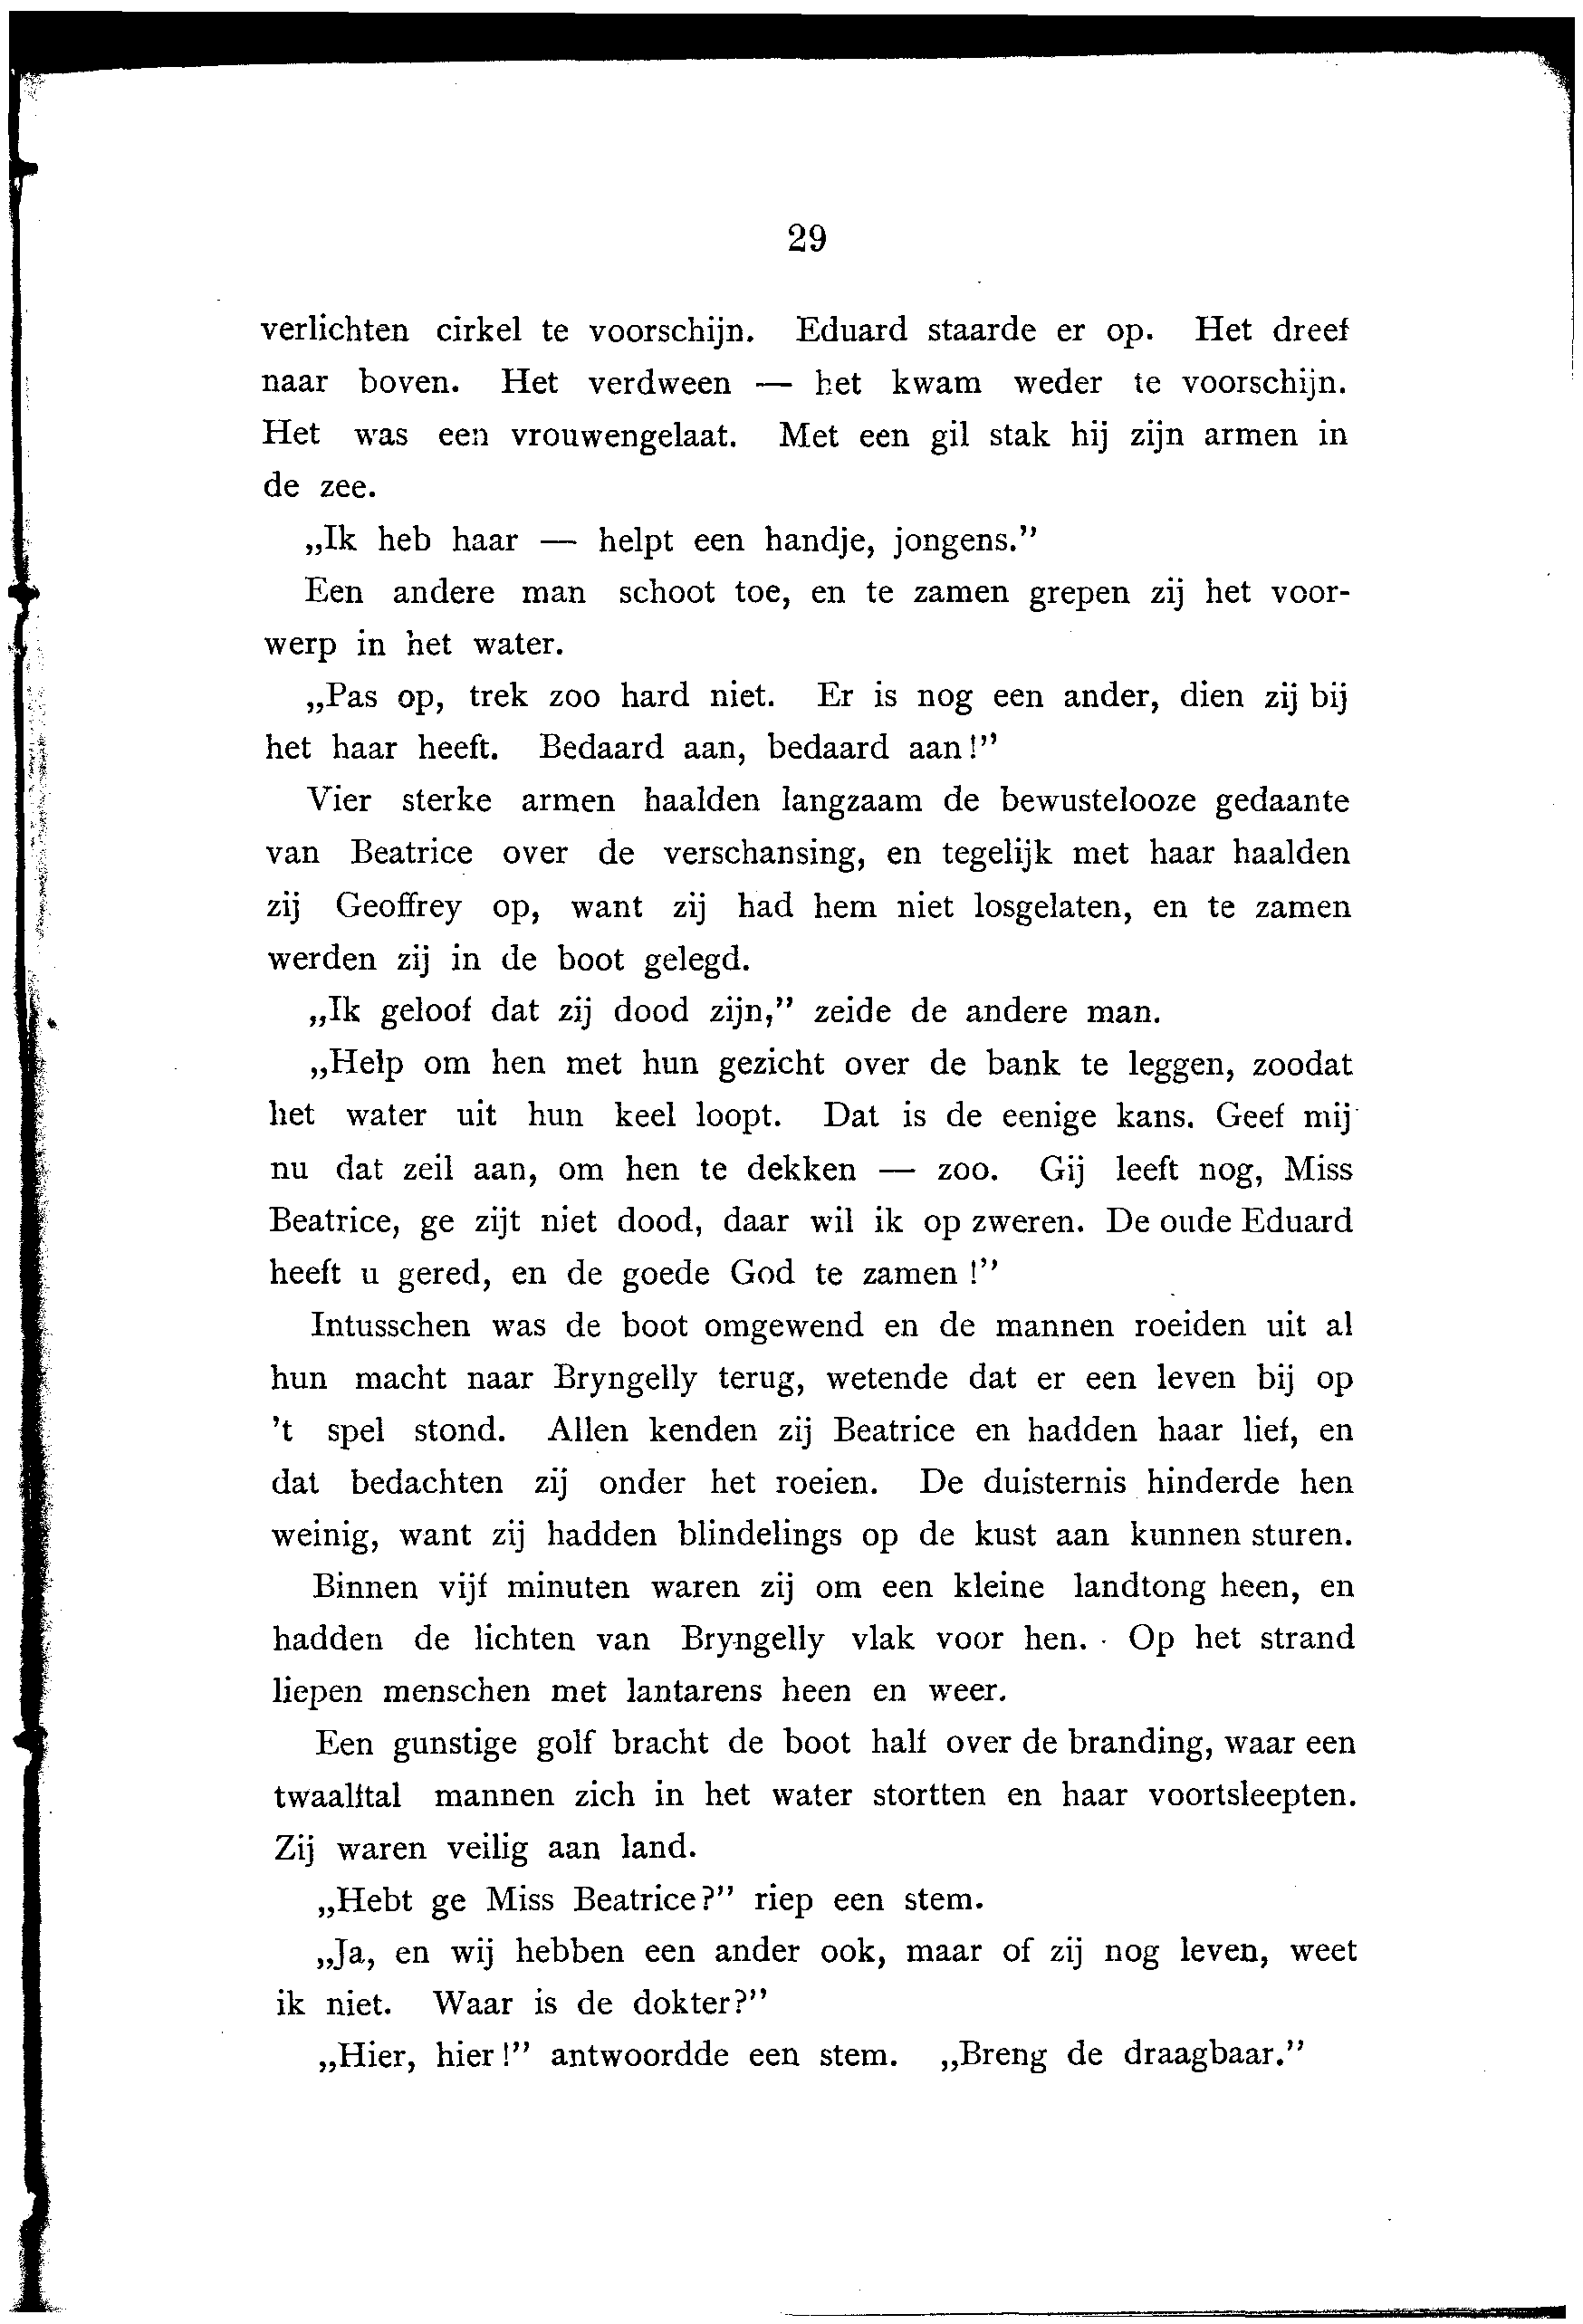 29
verlichten cirkel te voorschijn. Eduard staarde er op. Het dreef
naar boven. Het verdween — het kwam weder te voorschijn.
Het was een vrouwengelaat. Met een gil stak hij zijn armen in
de zee.
„Ik heb haar — helpt een handje, jongens.”
Een andere man schoot toe, en te zamen grepen zij het voor-
werp in het water.
„Pas op, trek zoo hard niet. Er is nog een ander, dien zij bij
het haar heeft. Bedaard aan, bedaard aan!”
Vier sterke armen haalden langzaam de bewustelooze gedaante
van Beatrice over de verschansing, en tegelijk met haar haalden
zij Geoffrey op, want zij had hem niet losgelaten, en te zamen
werden zij in de boot gelegd.
„Ik geloof dat zij dood zijn,” zeide de andere man.
„Help om hen met hun gezicht over de bank te leggen, zoodat
het water uit hun keel loopt. Dat is de eenige kans. Geef mij
nu dat zeil aan, om hen te dekken — zoo. Gij leeft nog, Miss
Beatrice, ge zijt niet dood, daar wil ik op zweren. De oude Eduard
heeft u gered, en de goede God te zamen!”
Intusschen was de boot omgewend en de mannen roeiden uit al
hun macht naar Bryngelly terug, wetende dat er een leven bij op
't spel stond. Allen kenden zij Beatrice en hadden haar lief, en
dat bedachten zij onder het roeien. De duisternis hinderde hen
weinig, want zij hadden blindelings op de kust aan kunnen sturen.
Binnen vijf minuten waren zij om een kleine landtong heen, en
hadden de lichten van Bryngelly vlak voor hen. Op het strand
liepen menschen met lantarens heen en weer.
Een gunstige golf bracht de boot half over de branding, waar een
twaalftal mannen zich in het water stortten en haar voortsleepten.
Zij waren veilig aan land.
„Hebt ge Miss Beatrice?” riep een stem.
„Ja, en wij hebben een ander ook, maar of zij nog leven, weet
ik niet. Waar is de dokter?”
„Hier, hier!” antwoordde een stem. „Breng de draagbaar.”